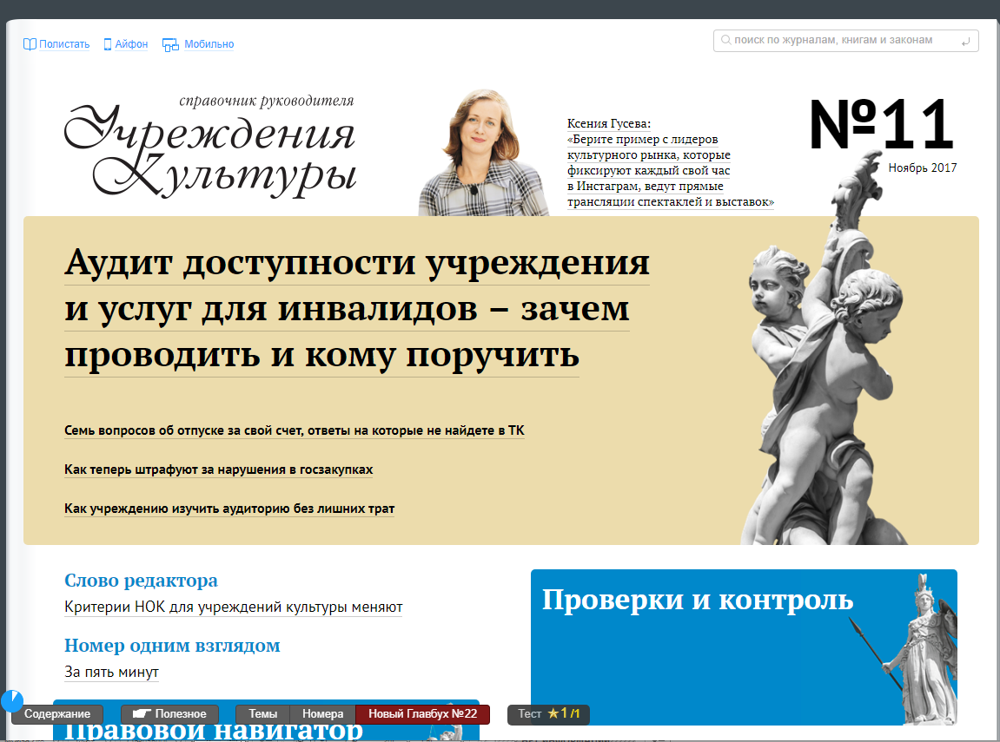 Полистать Айфон Мобильно
поиск по журналам, книгам и законам
справочник руководителя
Учреждения
Культуры
Ксения Гусева:
«Берите пример с лидеров
культурного рынка, которые
фиксируют каждый свой час
в Инстаграм, ведут прямые
трансляции спектаклей и выставок»
№11
Ноябрь 2017
Аудит доступности учреждения
и услуг для инвалидов – зачем
проводить и кому поручить
Семь вопросов об отпуске за свой счет, ответы на которые не найдете в ТК
Как теперь штрафуют за нарушения в госзакупках
Как учреждению изучить аудиторию без лишних трат
Слово редактора
Критерии НОК для учреждений культуры меняют
Номер одним взглядом
За пять минут
Проверки и контроль
Содержание Полезное Темы Номера Новый Главбух №22 Тест ★1/1
Правовой навигатор